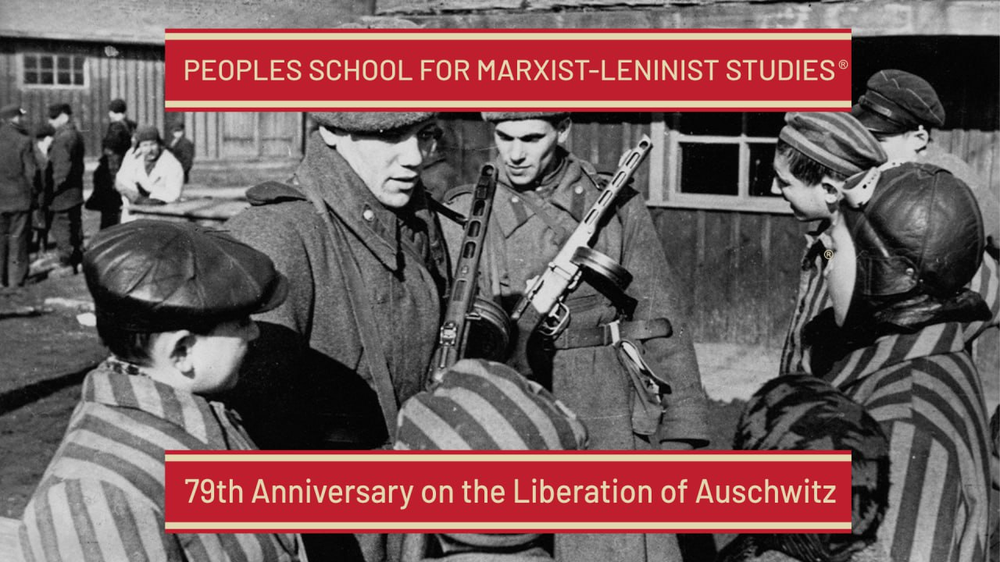 PEOPLES SCHOOL FOR MARXIST-LENINIST STUDIES®
®
79th Anniversary on the Liberation of Auschwitz